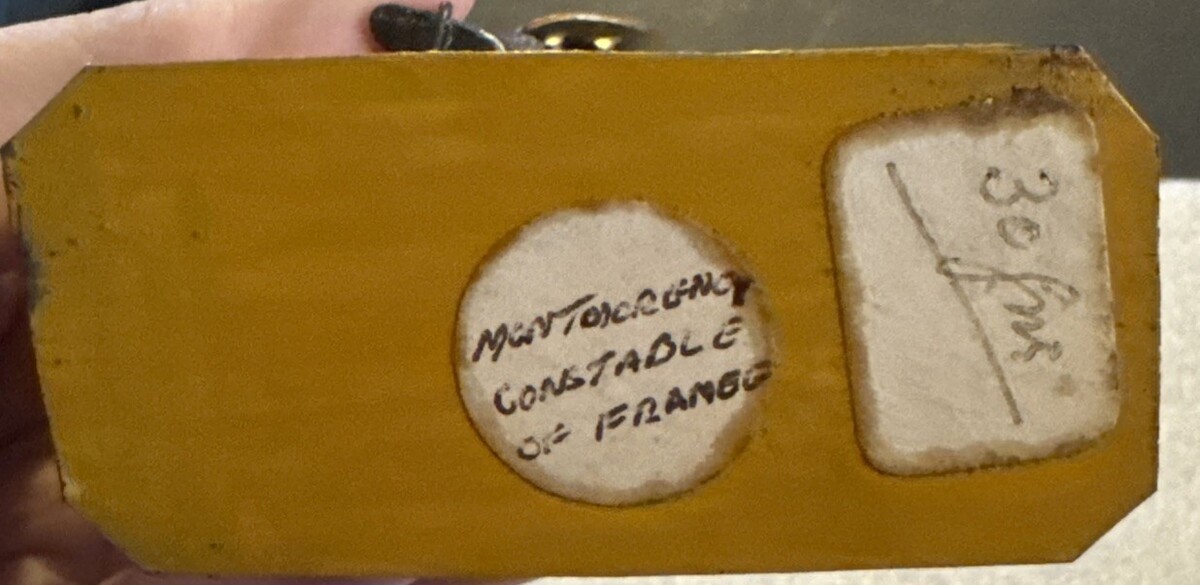 MONTMORENCY
CONSTABLE
OF FRANCE
30 frs